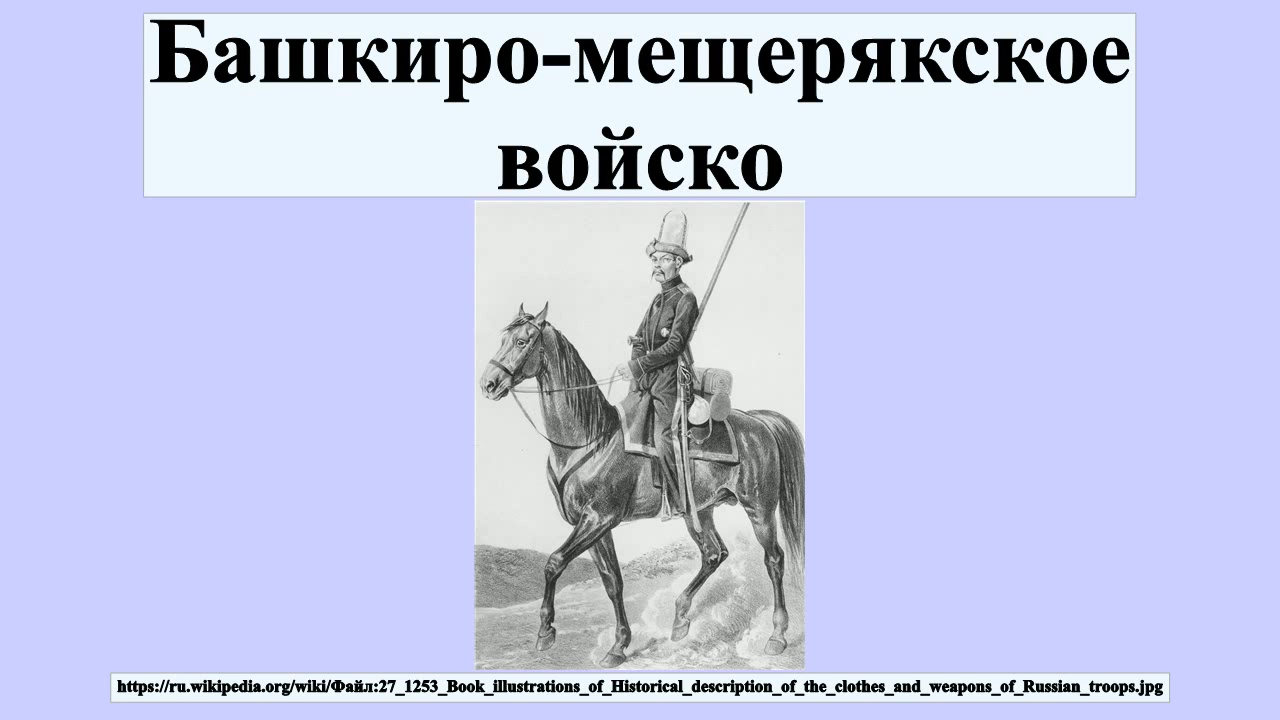 Башкиро-мещерякское
войско
https://ru.wikipedia.org/wiki/Файл:27_1253_Book_illustrations_of_Historical_description_of_the_clothes_and_weapons_of_Russian_troops.jpg